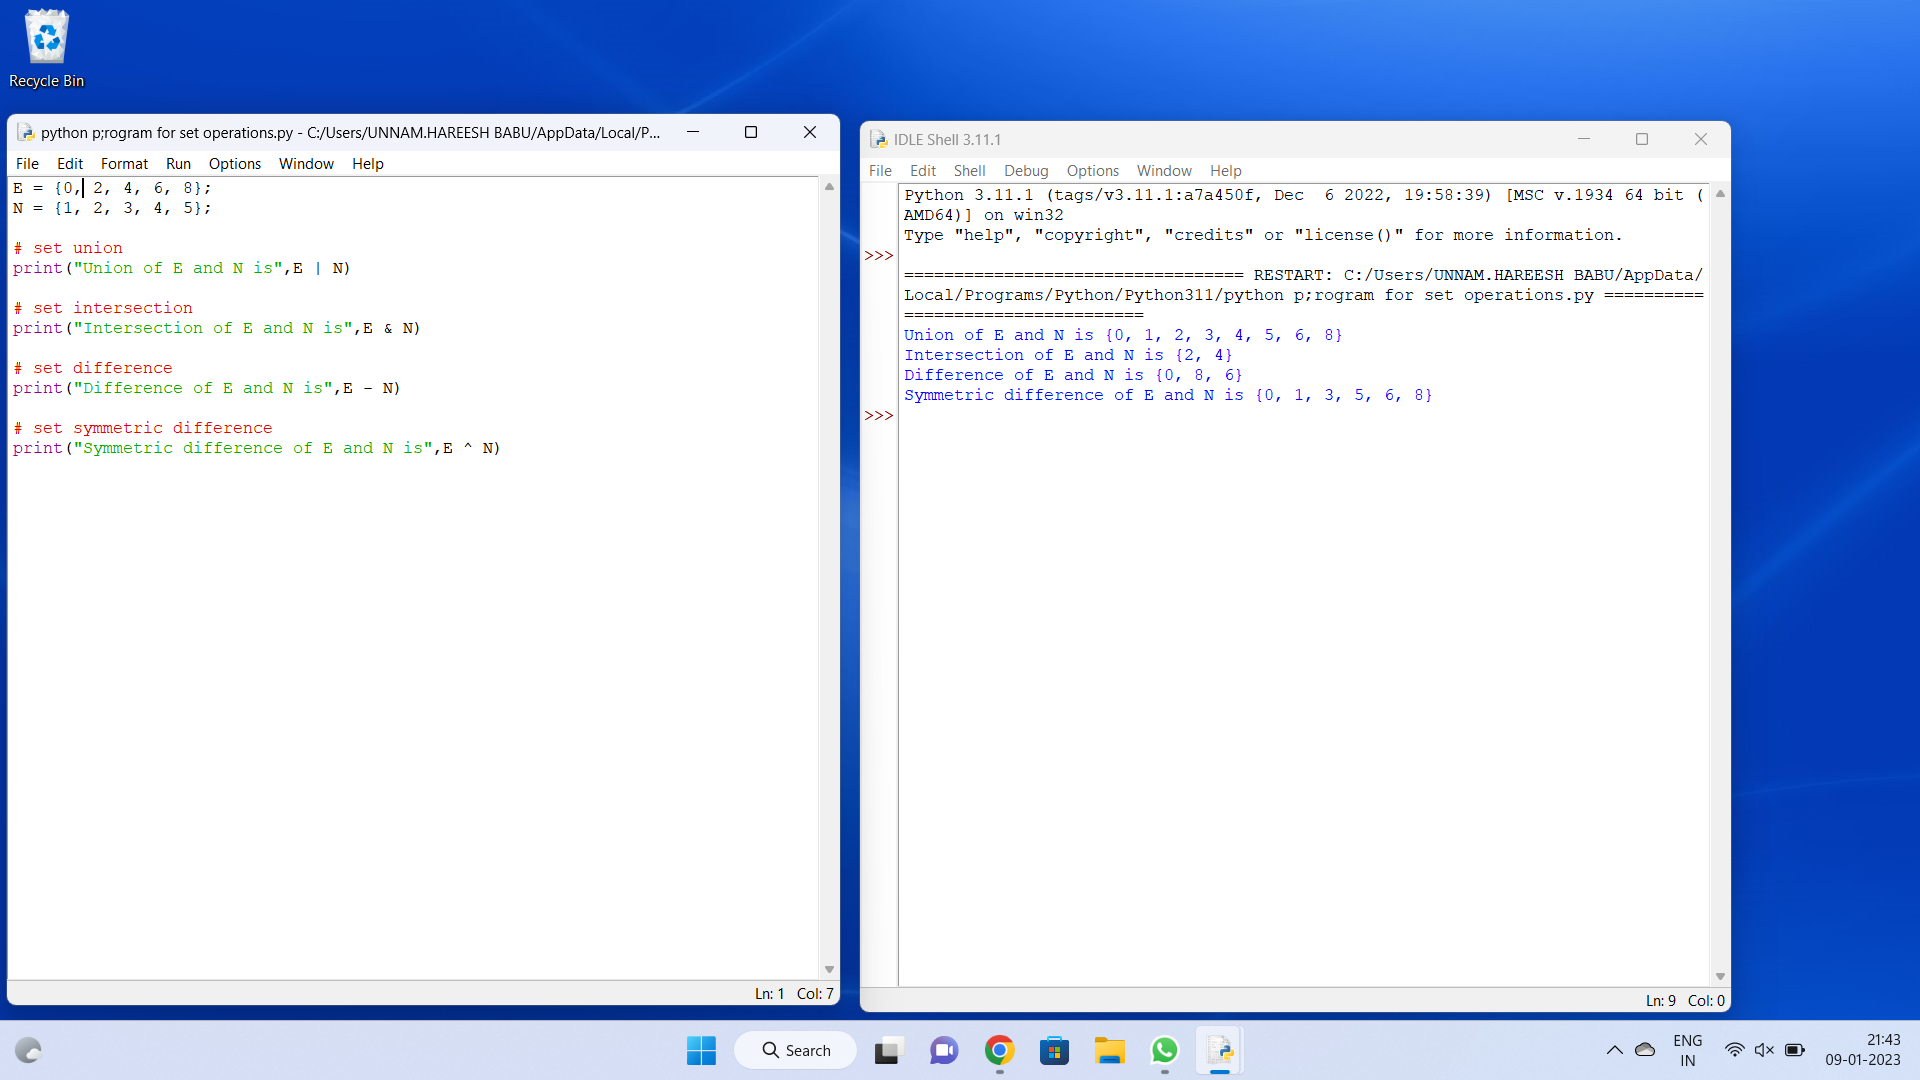 Recycle Bin
python p;rogram for set operations.py - C:/Users/UNNAM.HAREESH BABU/AppData/Local/P...
File Edit Format Run Options Window Help
E = {0, 2, 4, 6, 8};
N = {1, 2, 3, 4, 5};
# set union
print("Union of E and N is",E | N)
# set intersection
print("Intersection of E and N is",E & N)
# set difference
print("Difference of E and N is",E - N)
# set symmetric difference
print("Symmetric difference of E and N is",E ^ N)
Ln: 1 Col: 7
IDLE Shell 3.11.1
File Edit Shell Debug Options Window Help
Python 3.11.1 (tags/v3.11.1:a7a450f, Dec  6 2022, 19:58:39) [MSC v.1934 64 bit (
AMD64)] on win32
Type "help", "copyright", "credits" or "license()" for more information.
>>>
================================== RESTART: C:/Users/UNNAM.HAREESH BABU/AppData/
Local/Programs/Python/Python311/python p;rogram for set operations.py ==========
========================
Union of E and N is {0, 1, 2, 3, 4, 5, 6, 8}
Intersection of E and N is {2, 4}
Difference of E and N is {0, 8, 6}
Symmetric difference of E and N is {0, 1, 3, 5, 6, 8}
>>>
Ln: 9 Col: 0
Search
ENG
IN
21:43
09-01-2023